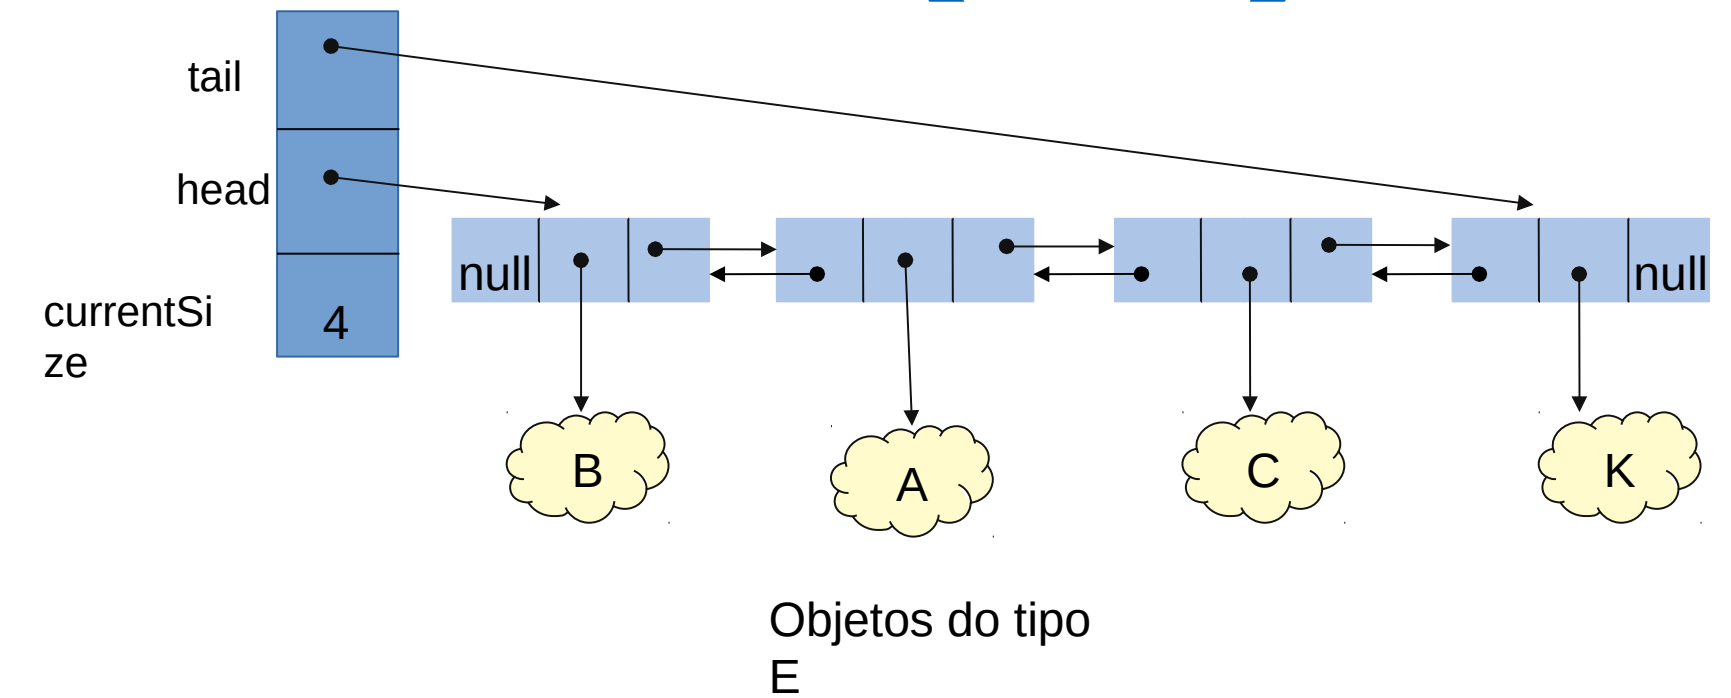 tail
head
null
null
currentSi
ze
4
B
A
C
K
Objetos do tipo
E